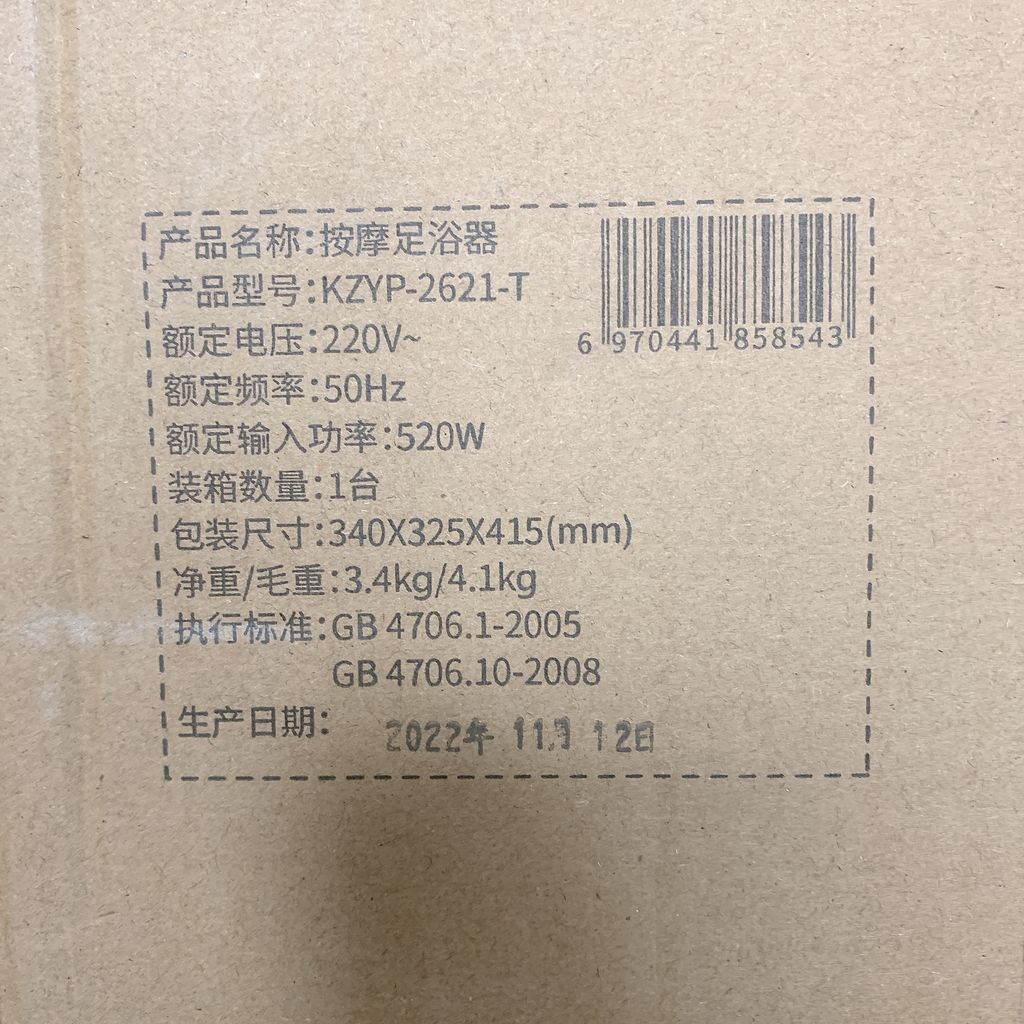 产品名称:按摩足浴器
产品型号:KZYP-2621-T
额定电压:220V~
额定频率:50Hz
额定输入功率:520W
装箱数量:1台
包装尺寸:340X325X415(mm)
净重/毛重:3.4kg/4.1kg
执行标准:GB 4706.1-2005
GB 4706.10-2008
生产日期: 2022年 11月 12日
6 970441 858543